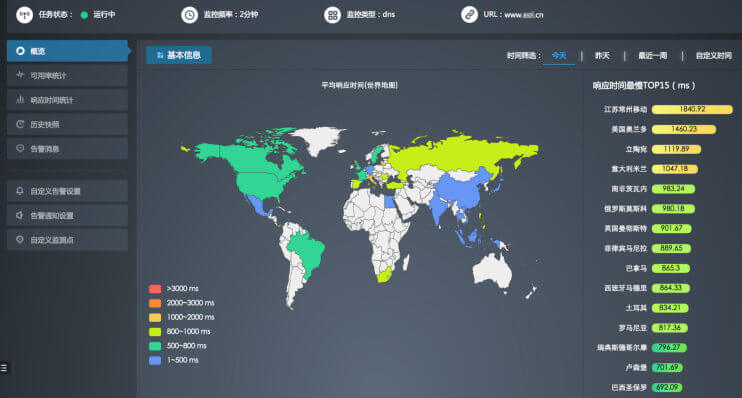 任务状态： 运行中
监控频率：2分钟
监控类型：dns
URL：www.asli.cn
概览
可用率统计
响应时间统计
历史快照
告警消息
自定义告警设置
告警通知设置
自定义监测点
基本信息
时间筛选： 今天 | 昨天 | 最近一周 | 自定义时间
平均响应时间(世界地图)
>3000 ms
2000~3000 ms
1000~2000 ms
800~1000 ms
500~800 ms
1~500 ms
响应时间最慢TOP15（ms）
江苏常州移动 1840.92
美国奥兰多 1460.23
立陶宛 1119.89
意大利米兰 1047.18
南非茨瓦内 983.24
俄罗斯莫斯科 980.18
英国曼彻斯特 901.67
菲律宾马尼拉 889.65
巴拿马 865.3
西班牙马德里 864.33
土耳其 834.21
罗马尼亚 817.36
瑞典斯德哥尔摩 796.27
卢森堡 701.69
巴西圣保罗 692.09